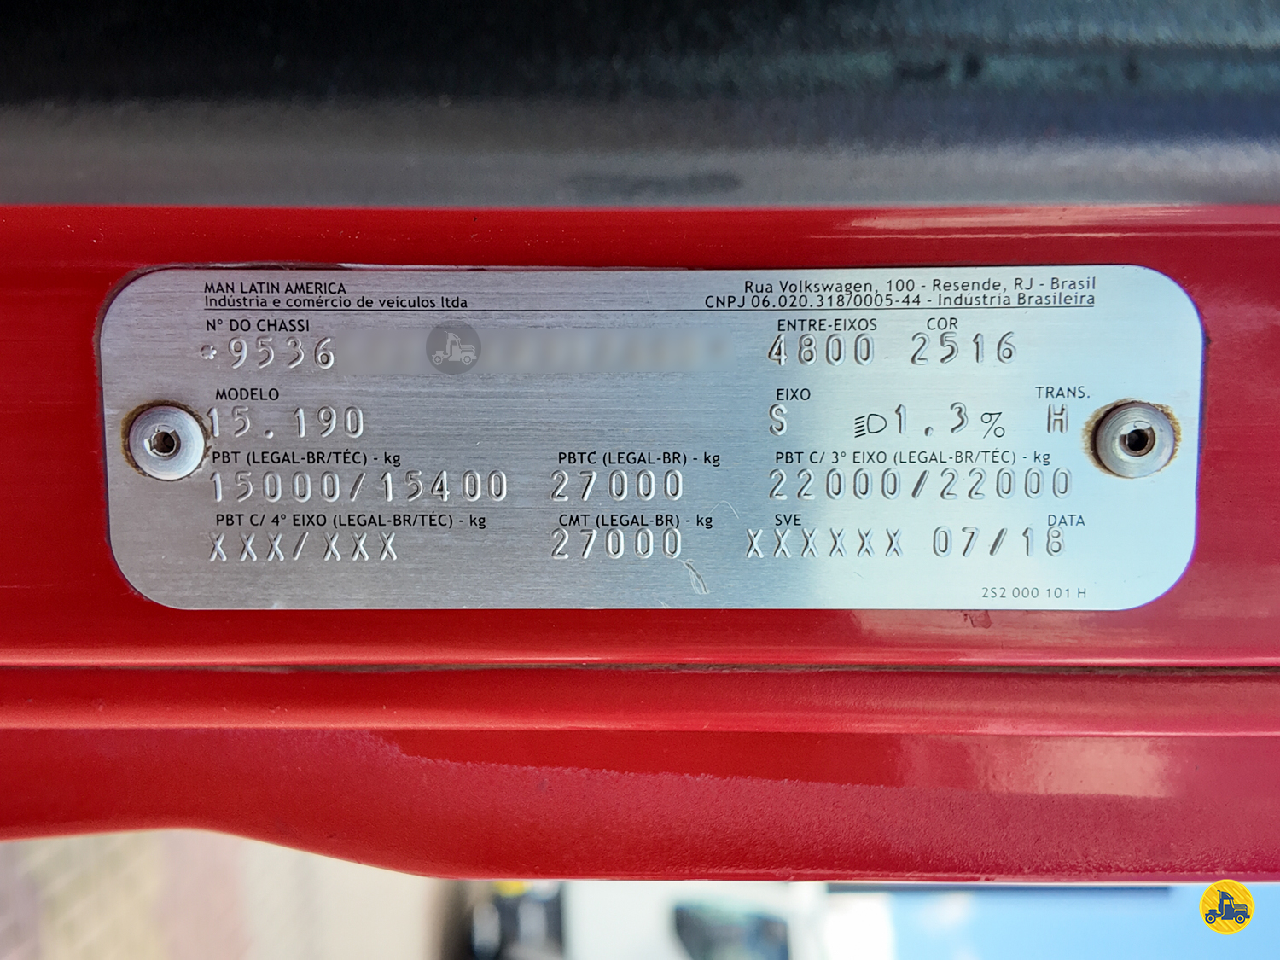 MAN LATIN AMERICA
Indústria e comércio de veículos ltda
Rua Volkswagen, 100 - Resende, RJ - Brasil
CNPJ 06.020.318/0005-44 - Indústria Brasileira
Nº DO CHASSI ENTRE-EIXOS COR
*9536 4800 2516
MODELO EIXO TRANS.
15.190 S 1.3% H
PBT (LEGAL-BR/TÉC) - kg PBTC (LEGAL-BR) - kg PBT C/ 3º EIXO (LEGAL-BR/TÉC) - kg
15000/15400 27000 22000/22000
PBT C/ 4º EIXO (LEGAL-BR/TÉC) - kg CMT (LEGAL-BR) - kg SVE DATA
XXX/XXX 27000 XXXXXX 07/18
2S2 000 101 H